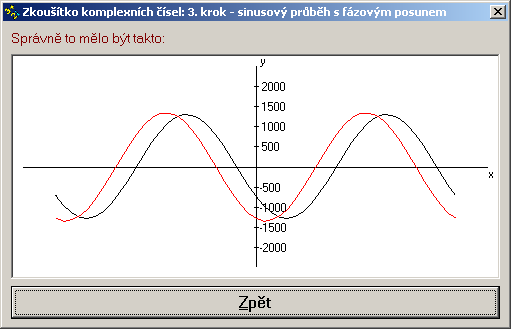 Zkoušítko komplexních čísel: 3. krok - sinusový průběh s fázovým posunem
Správně to mělo být takto:
y
2000
1500
1000
500
x
-500
-1000
-1500
-2000
Zpět